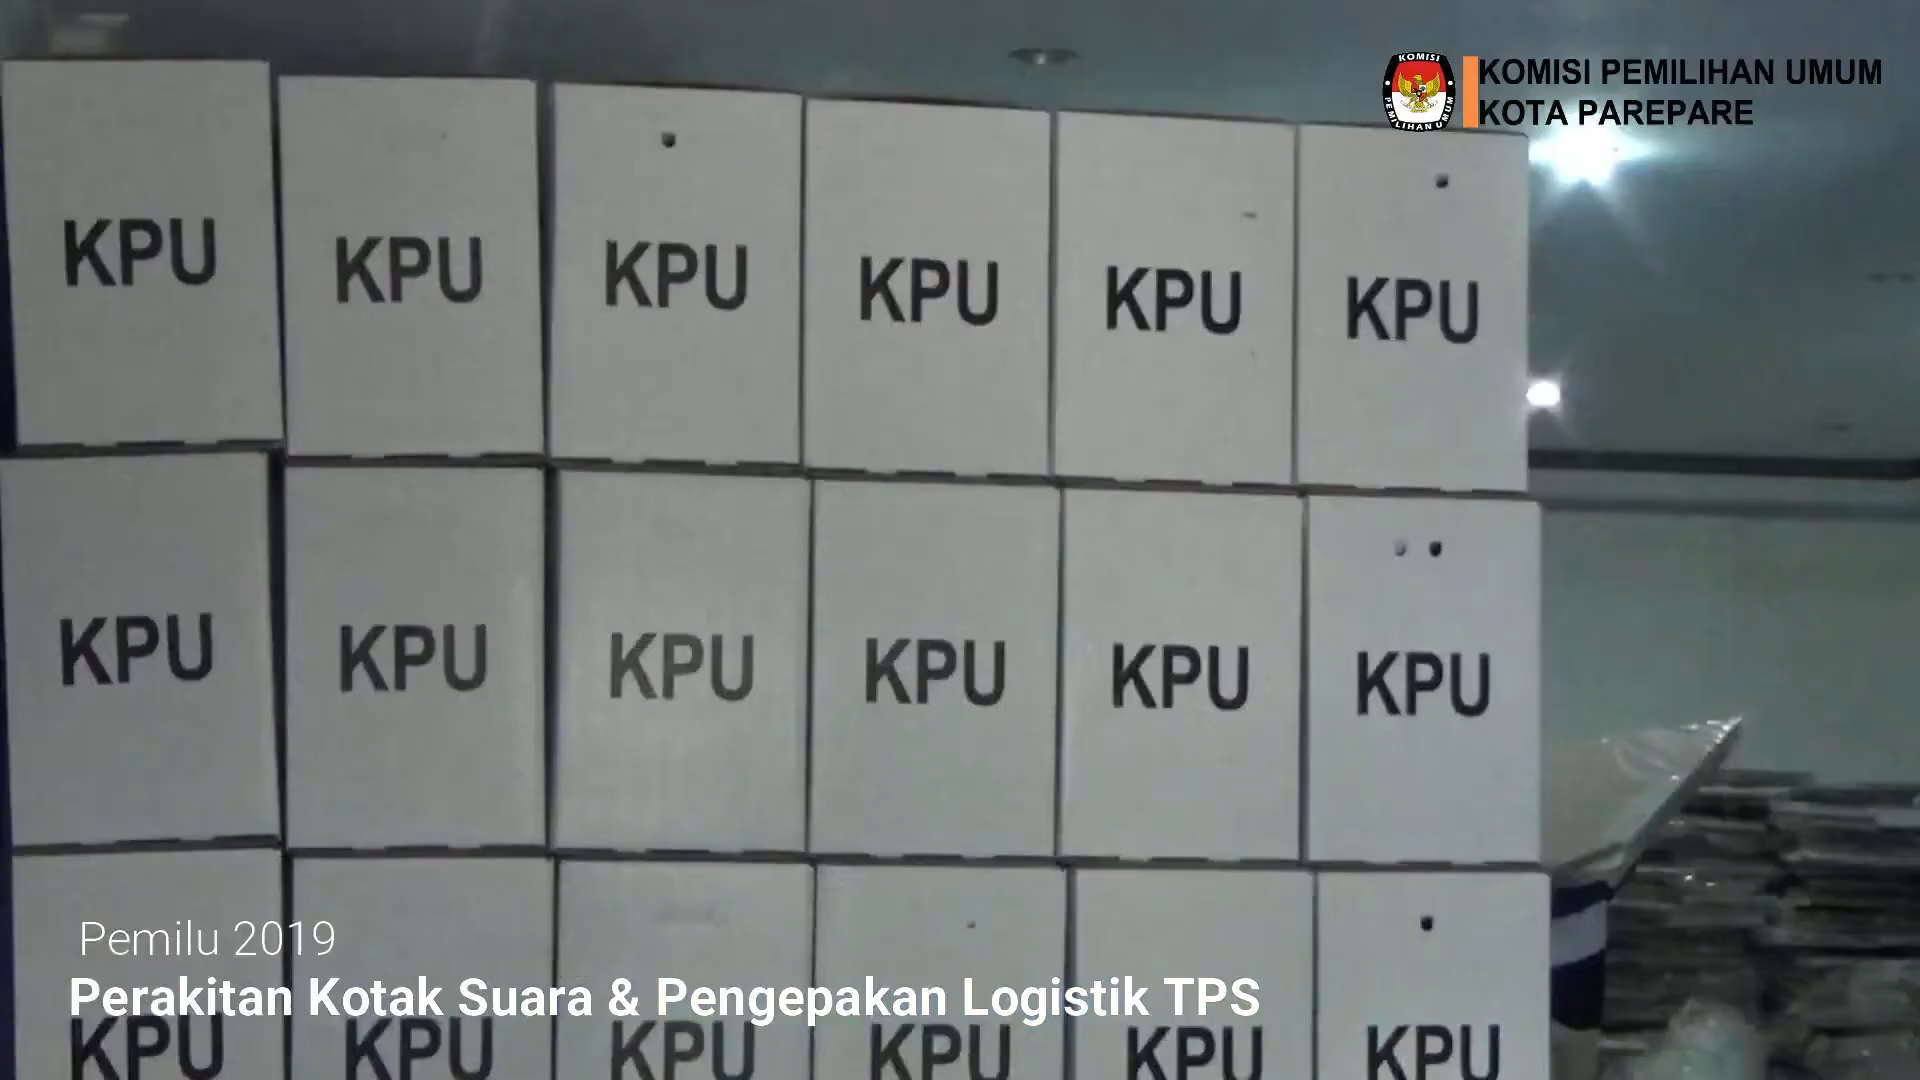 KOMISI
PEMILIHAN UMUM
KOMISI PEMILIHAN UMUM
KOTA PAREPARE
KPU KPU KPU KPU KPU KPU
KPU KPU KPU KPU KPU KPU
Pemilu 2019
Perakitan Kotak Suara & Pengepakan Logistik TPS
KPU KPU KPU KPU KPU KPU